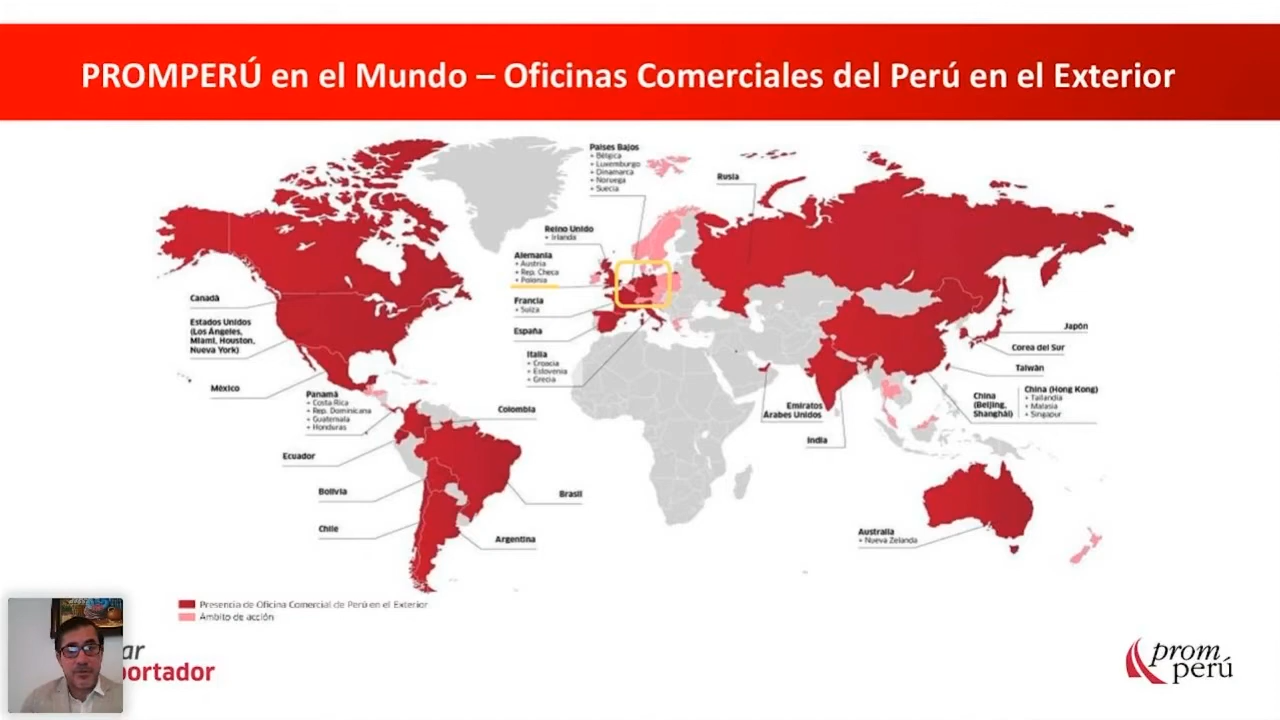 PROMPERÚ en el Mundo – Oficinas Comerciales del Perú en el Exterior
Países Bajos
+ Bélgica
+ Luxemburgo
+ Dinamarca
+ Noruega
+ Suecia
Rusia
Reino Unido
+ Irlanda
Alemania
+ Austria
+ Rep. Checa
+ Polonia
Francia
+ Suiza
España
Italia
+ Croacia
+ Eslovenia
+ Grecia
Canadá
Estados Unidos
(Los Ángeles,
Miami, Houston,
Nueva York)
México
Panamá
+ Costa Rica
+ Rep. Dominicana
+ Guatemala
+ Honduras
Colombia
Ecuador
Bolivia
Chile
Brasil
Argentina
Emiratos
Árabes Unidos
India
Japón
Corea del Sur
Taiwán
China
(Beijing,
Shanghái)
China (Hong Kong)
+ Tailandia
+ Malasia
+ Singapur
Australia
+ Nueva Zelanda
Presencia de Oficina Comercial de Perú en el Exterior
Ámbito de acción
ar
portador
prom
perú